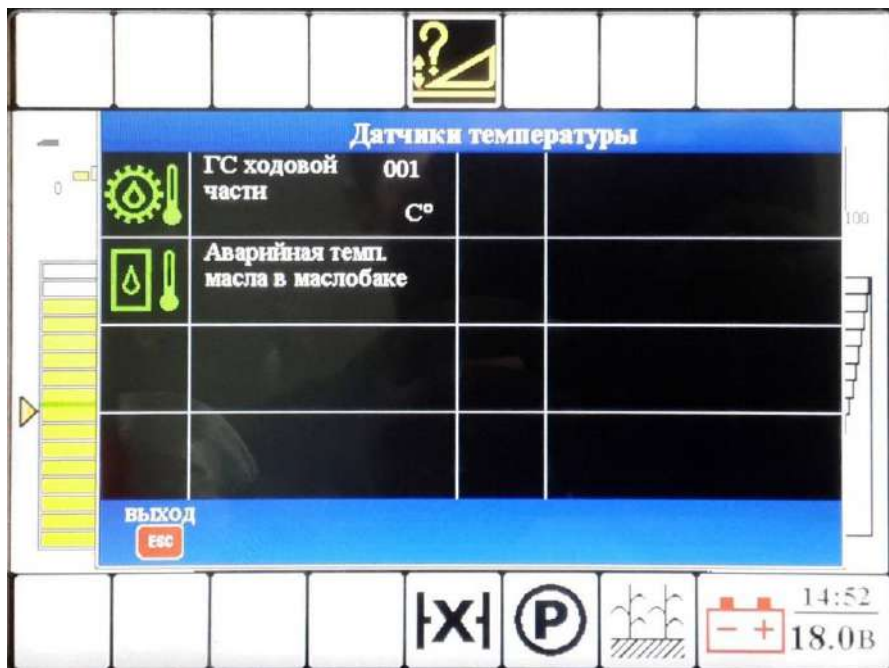 ?
Датчики температуры
ГС ходовой 001
части
C°
Аварийная темп.
масла в маслобаке
0
100
ВЫХОД
ESC
X
P
- +
14:52
18.0В